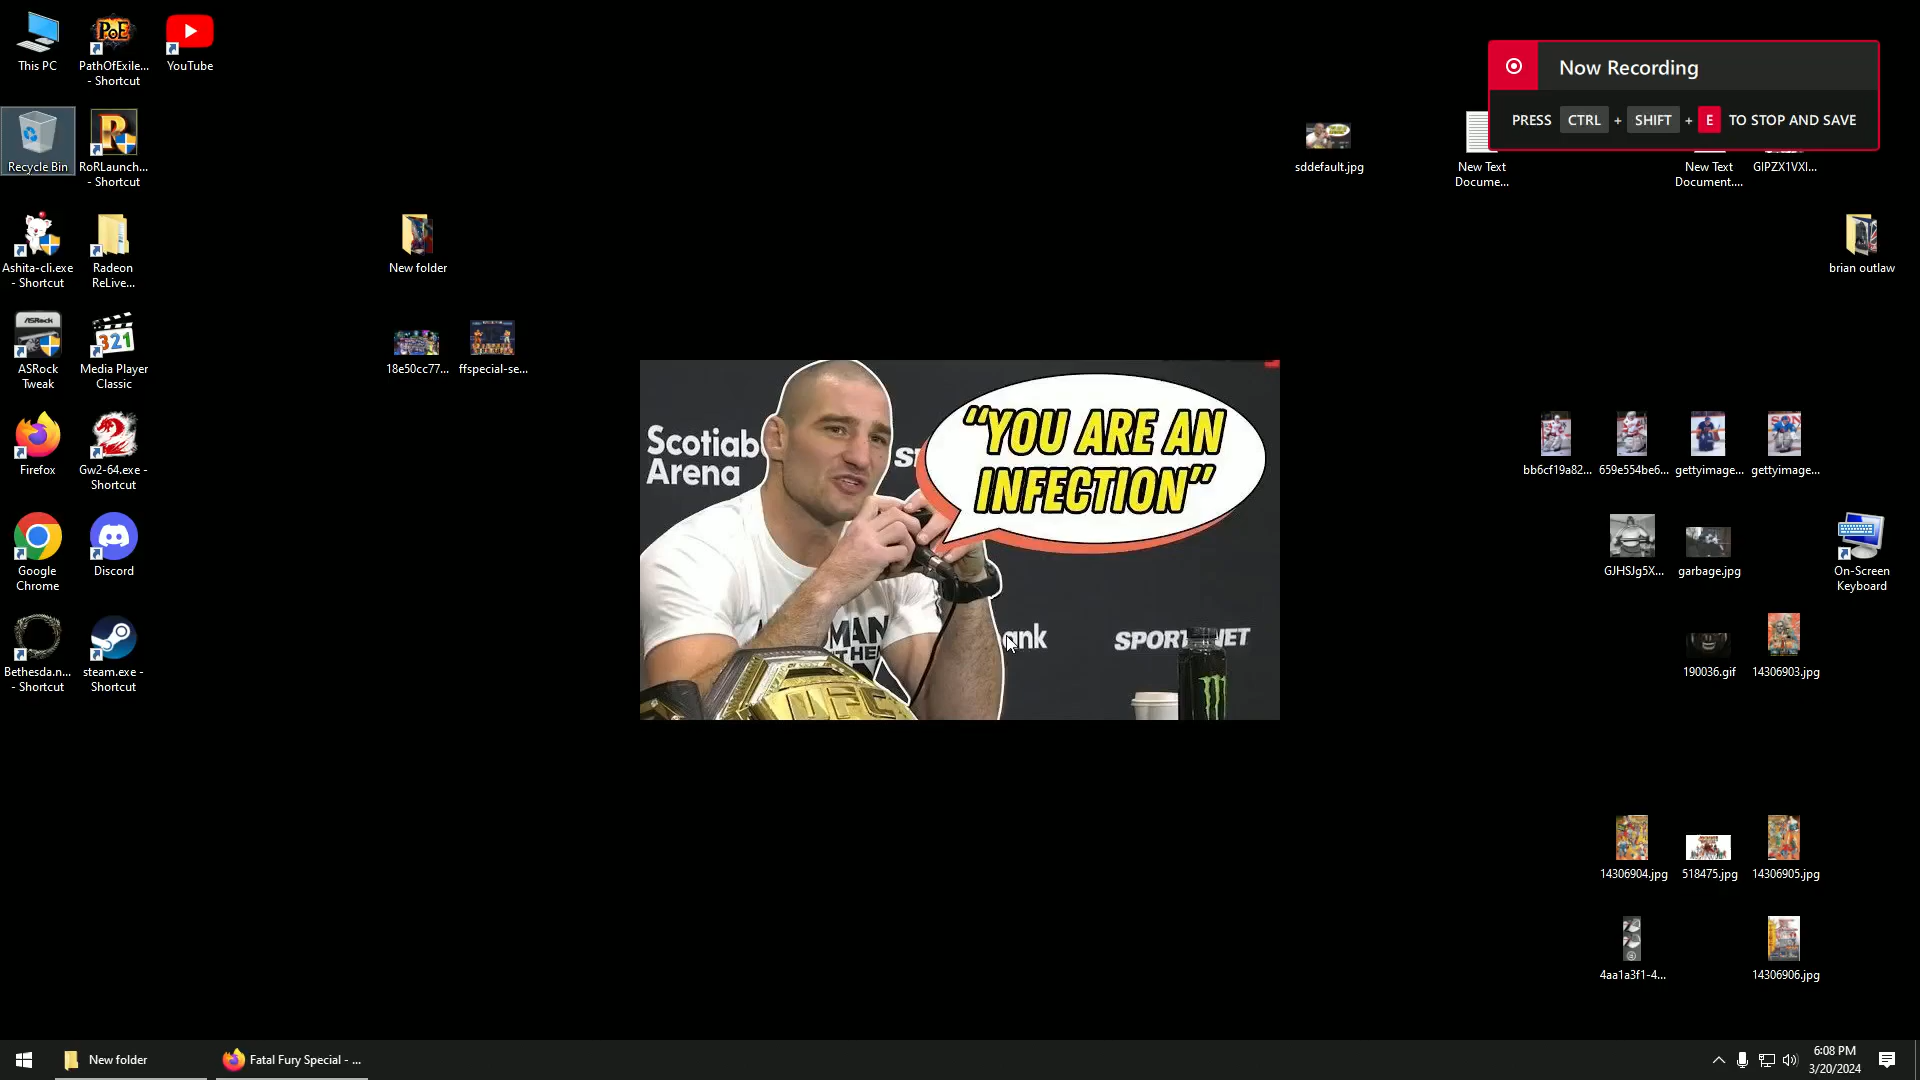 This PC
PathOfExile...
- Shortcut
YouTube
Recycle Bin
RoRLaunch...
- Shortcut
Ashita-cli.exe
- Shortcut
Radeon
ReLive...
ASRock
Tweak
Media Player
Classic
321
Firefox
Gw2-64.exe -
Shortcut
Google
Chrome
Discord
Bethesda.n...
- Shortcut
steam.exe -
Shortcut
New folder
18e50cc77...
ffspecial-se...
Scotiab
Arena
"YOU ARE AN
INFECTION"
MAN
ank
SPORT NET
UFC
Now Recording
PRESS CTRL + SHIFT + E TO STOP AND SAVE
sddefault.jpg
New Text
Docume...
New Text
Document....
GIPZX1VXI...
brian outlaw
bb6cf19a82...
659e554be6...
gettyimage...
gettyimage...
GJHSJg5X...
garbage.jpg
On-Screen
Keyboard
190036.gif
14306903.jpg
14306904.jpg
518475.jpg
14306905.jpg
4aa1a3f1-4...
14306906.jpg
New folder
Fatal Fury Special - ...
6:08 PM
3/20/2024